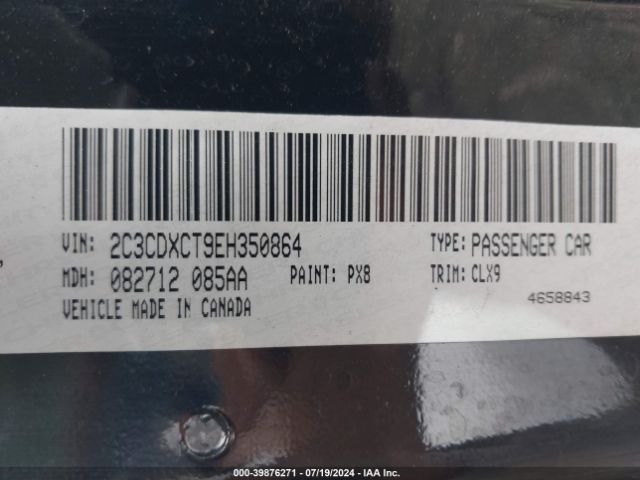 VIN: 2C3CDXCT9EH350864 TYPE: PASSENGER CAR
MDH: 082712 085AA PAINT: PX8 TRIM: CLX9
VEHICLE MADE IN CANADA 4658843
000-39876271 - 07/19/2024 - IAA Inc.